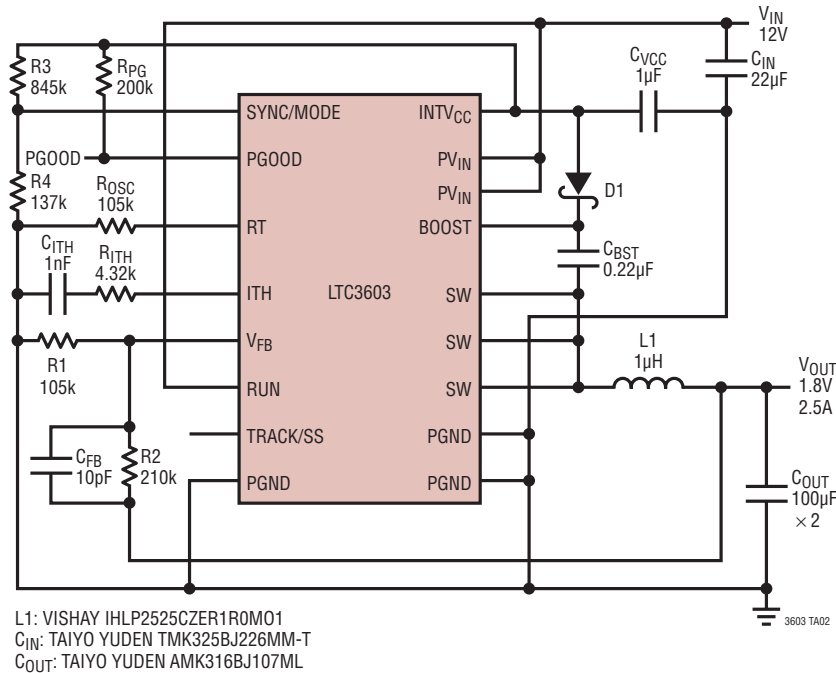 VIN
12V
CVCC
1µF
CIN
22µF
R3
845k
RPG
200k
SYNC/MODE
INTVCC
PGOOD
PGOOD
PVIN
PVIN
D1
R4
137k
ROSC
105k
RT
BOOST
CITH
1nF
RITH
4.32k
CBST
0.22µF
ITH
LTC3603
SW
VFB
SW
R1
105k
L1
1µH
RUN
SW
VOUT
1.8V
2.5A
TRACK/SS
PGND
CFB
10pF
R2
210k
PGND
PGND
COUT
100µF
×2
3603 TA02
L1: VISHAY IHLP2525CZER1R0MO1
CIN: TAIYO YUDEN TMK325BJ226MM-T
COUT: TAIYO YUDEN AMK316BJ107ML